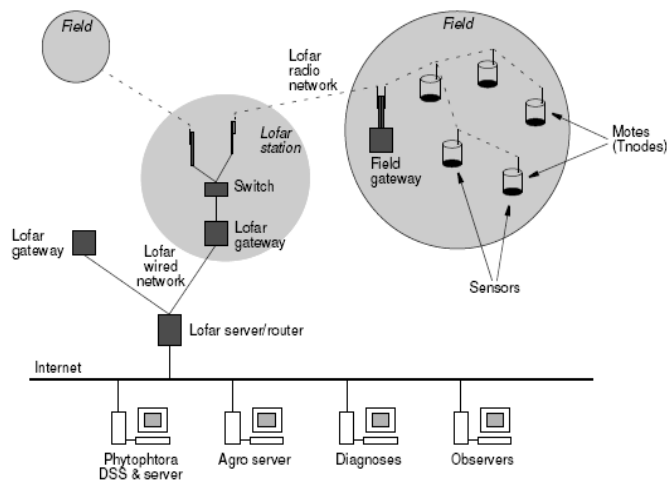 Field
Field
Lofar
radio
network
Lofar
station
Motes
(Tnodes)
Field
gateway
Switch
Lofar
gateway
Lofar
gateway
Lofar
wired
network
Sensors
Lofar server/router
Internet
Phytophtora
DSS & server
Agro server
Diagnoses
Observers